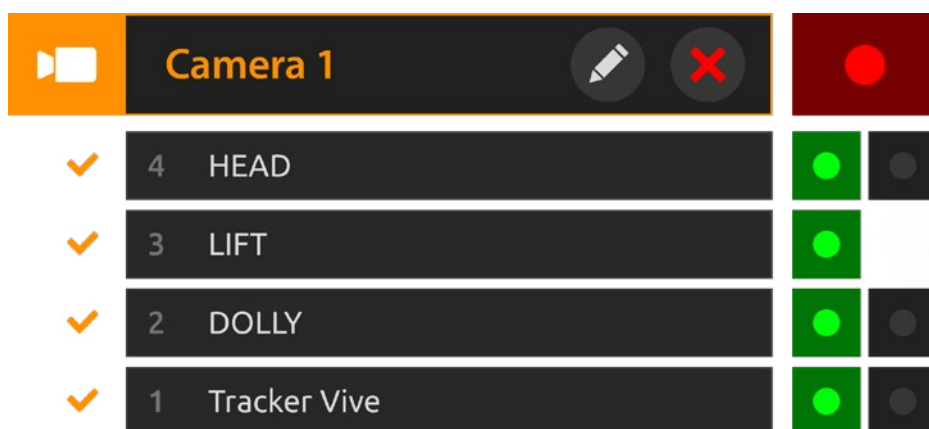 Camera 1
4 HEAD
3 LIFT
2 DOLLY
1 Tracker Vive